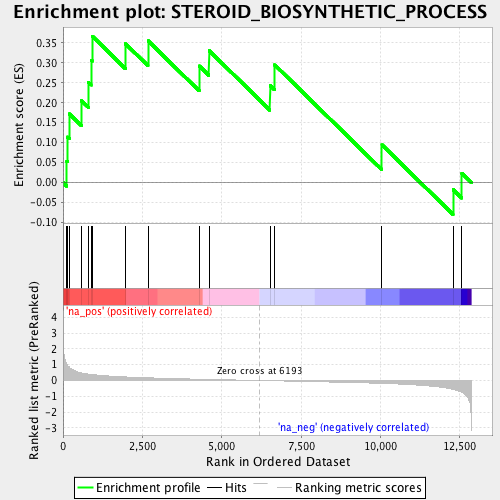 Enrichment plot: STEROID_BIOSYNTHETIC_PROCESS
Enrichment score (ES)
0.35
0.30
0.25
0.20
0.15
0.10
0.05
0.00
-0.05
-0.10
'na_pos' (positively correlated)
Ranked list metric (PreRanked)
4
3
2
1
0
-1
-2
-3
Zero cross at 6193
'na_neg' (negatively correlated)
0
2,500
5,000
7,500
10,000
12,500
Rank in Ordered Dataset
Enrichment profile
Hits
Ranking metric scores